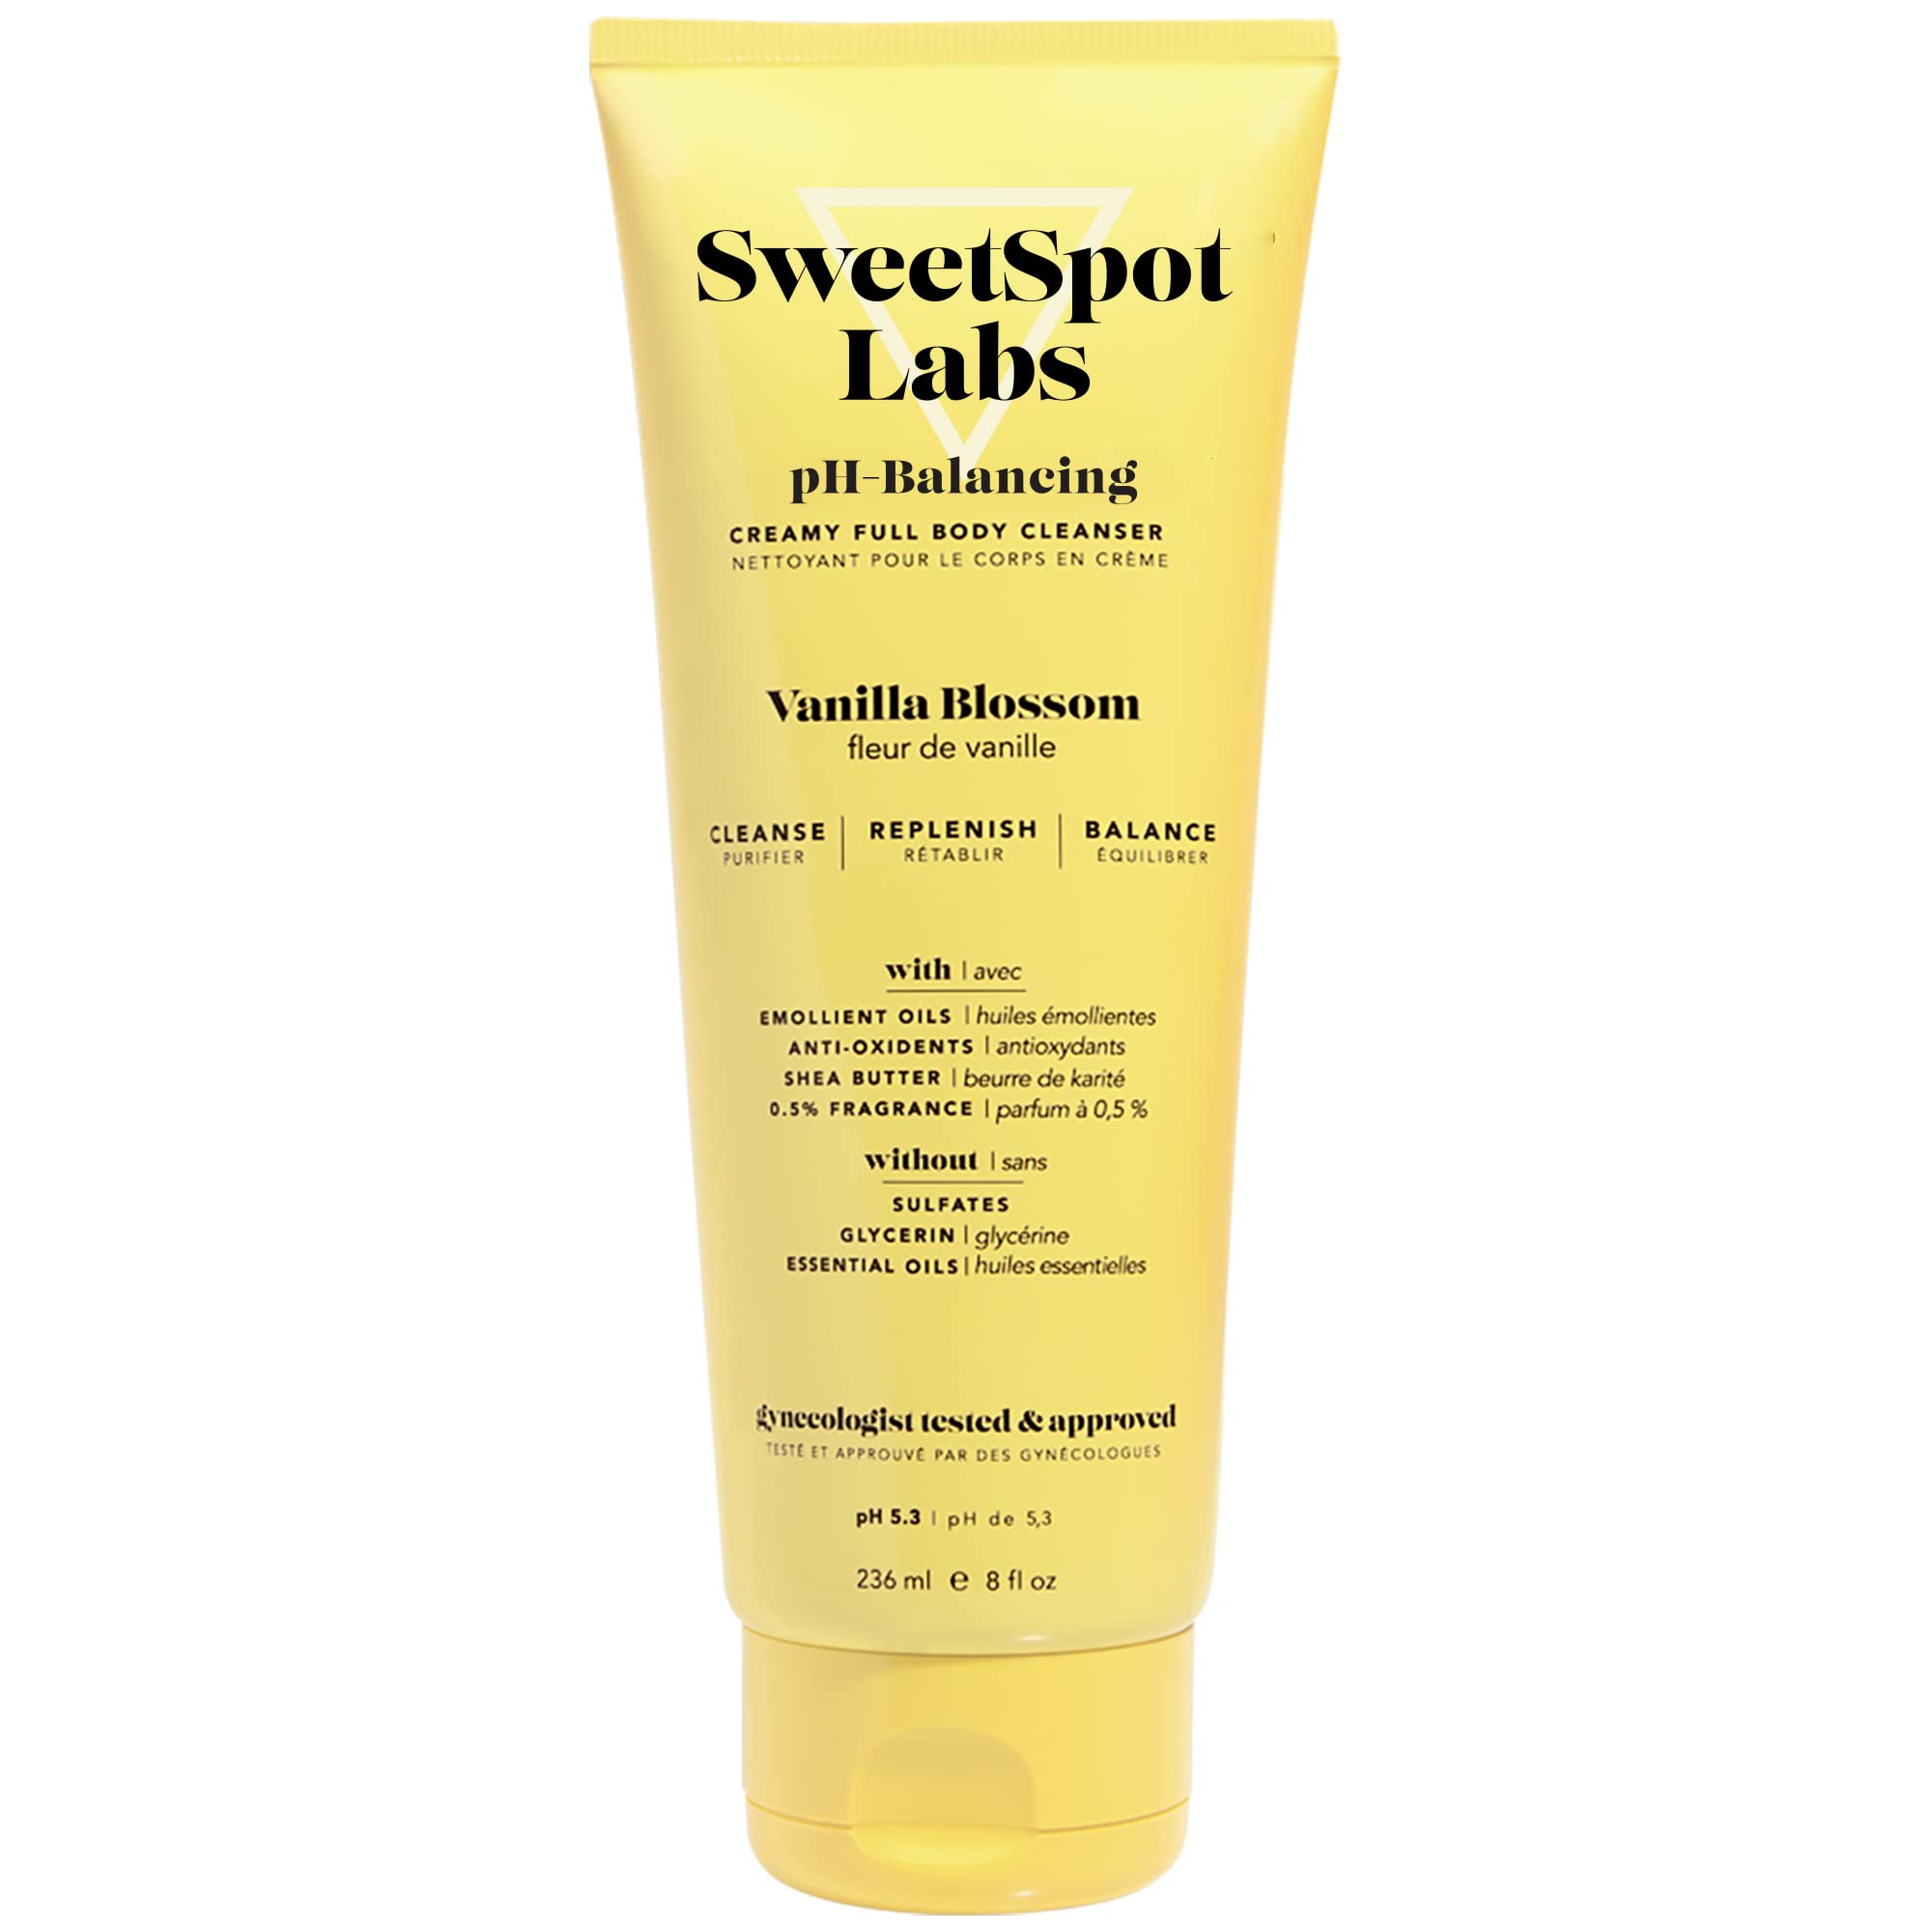 SweetSpot
Labs
pH-Balancing
CREAMY FULL BODY CLEANSER
NETTOYANT POUR LE CORPS EN CRÈME
Vanilla Blossom
fleur de vanille
CLEANSE | REPLENISH | BALANCE
PURIFIER | RÉTABLIR | ÉQUILIBRER
with | avec
EMOLLIENT OILS | huiles émollientes
ANTI-OXIDENTS | antioxydants
SHEA BUTTER | beurre de karité
0.5% FRAGRANCE | parfum à 0,5 %
without | sans
SULFATES
GLYCERIN | glycérine
ESSENTIAL OILS | huiles essentielles
gynecologist tested & approved
TESTÉ ET APPROUVÉ PAR DES GYNÉCOLOGUES
pH 5.3 | pH de 5,3
236 ml e 8 fl oz